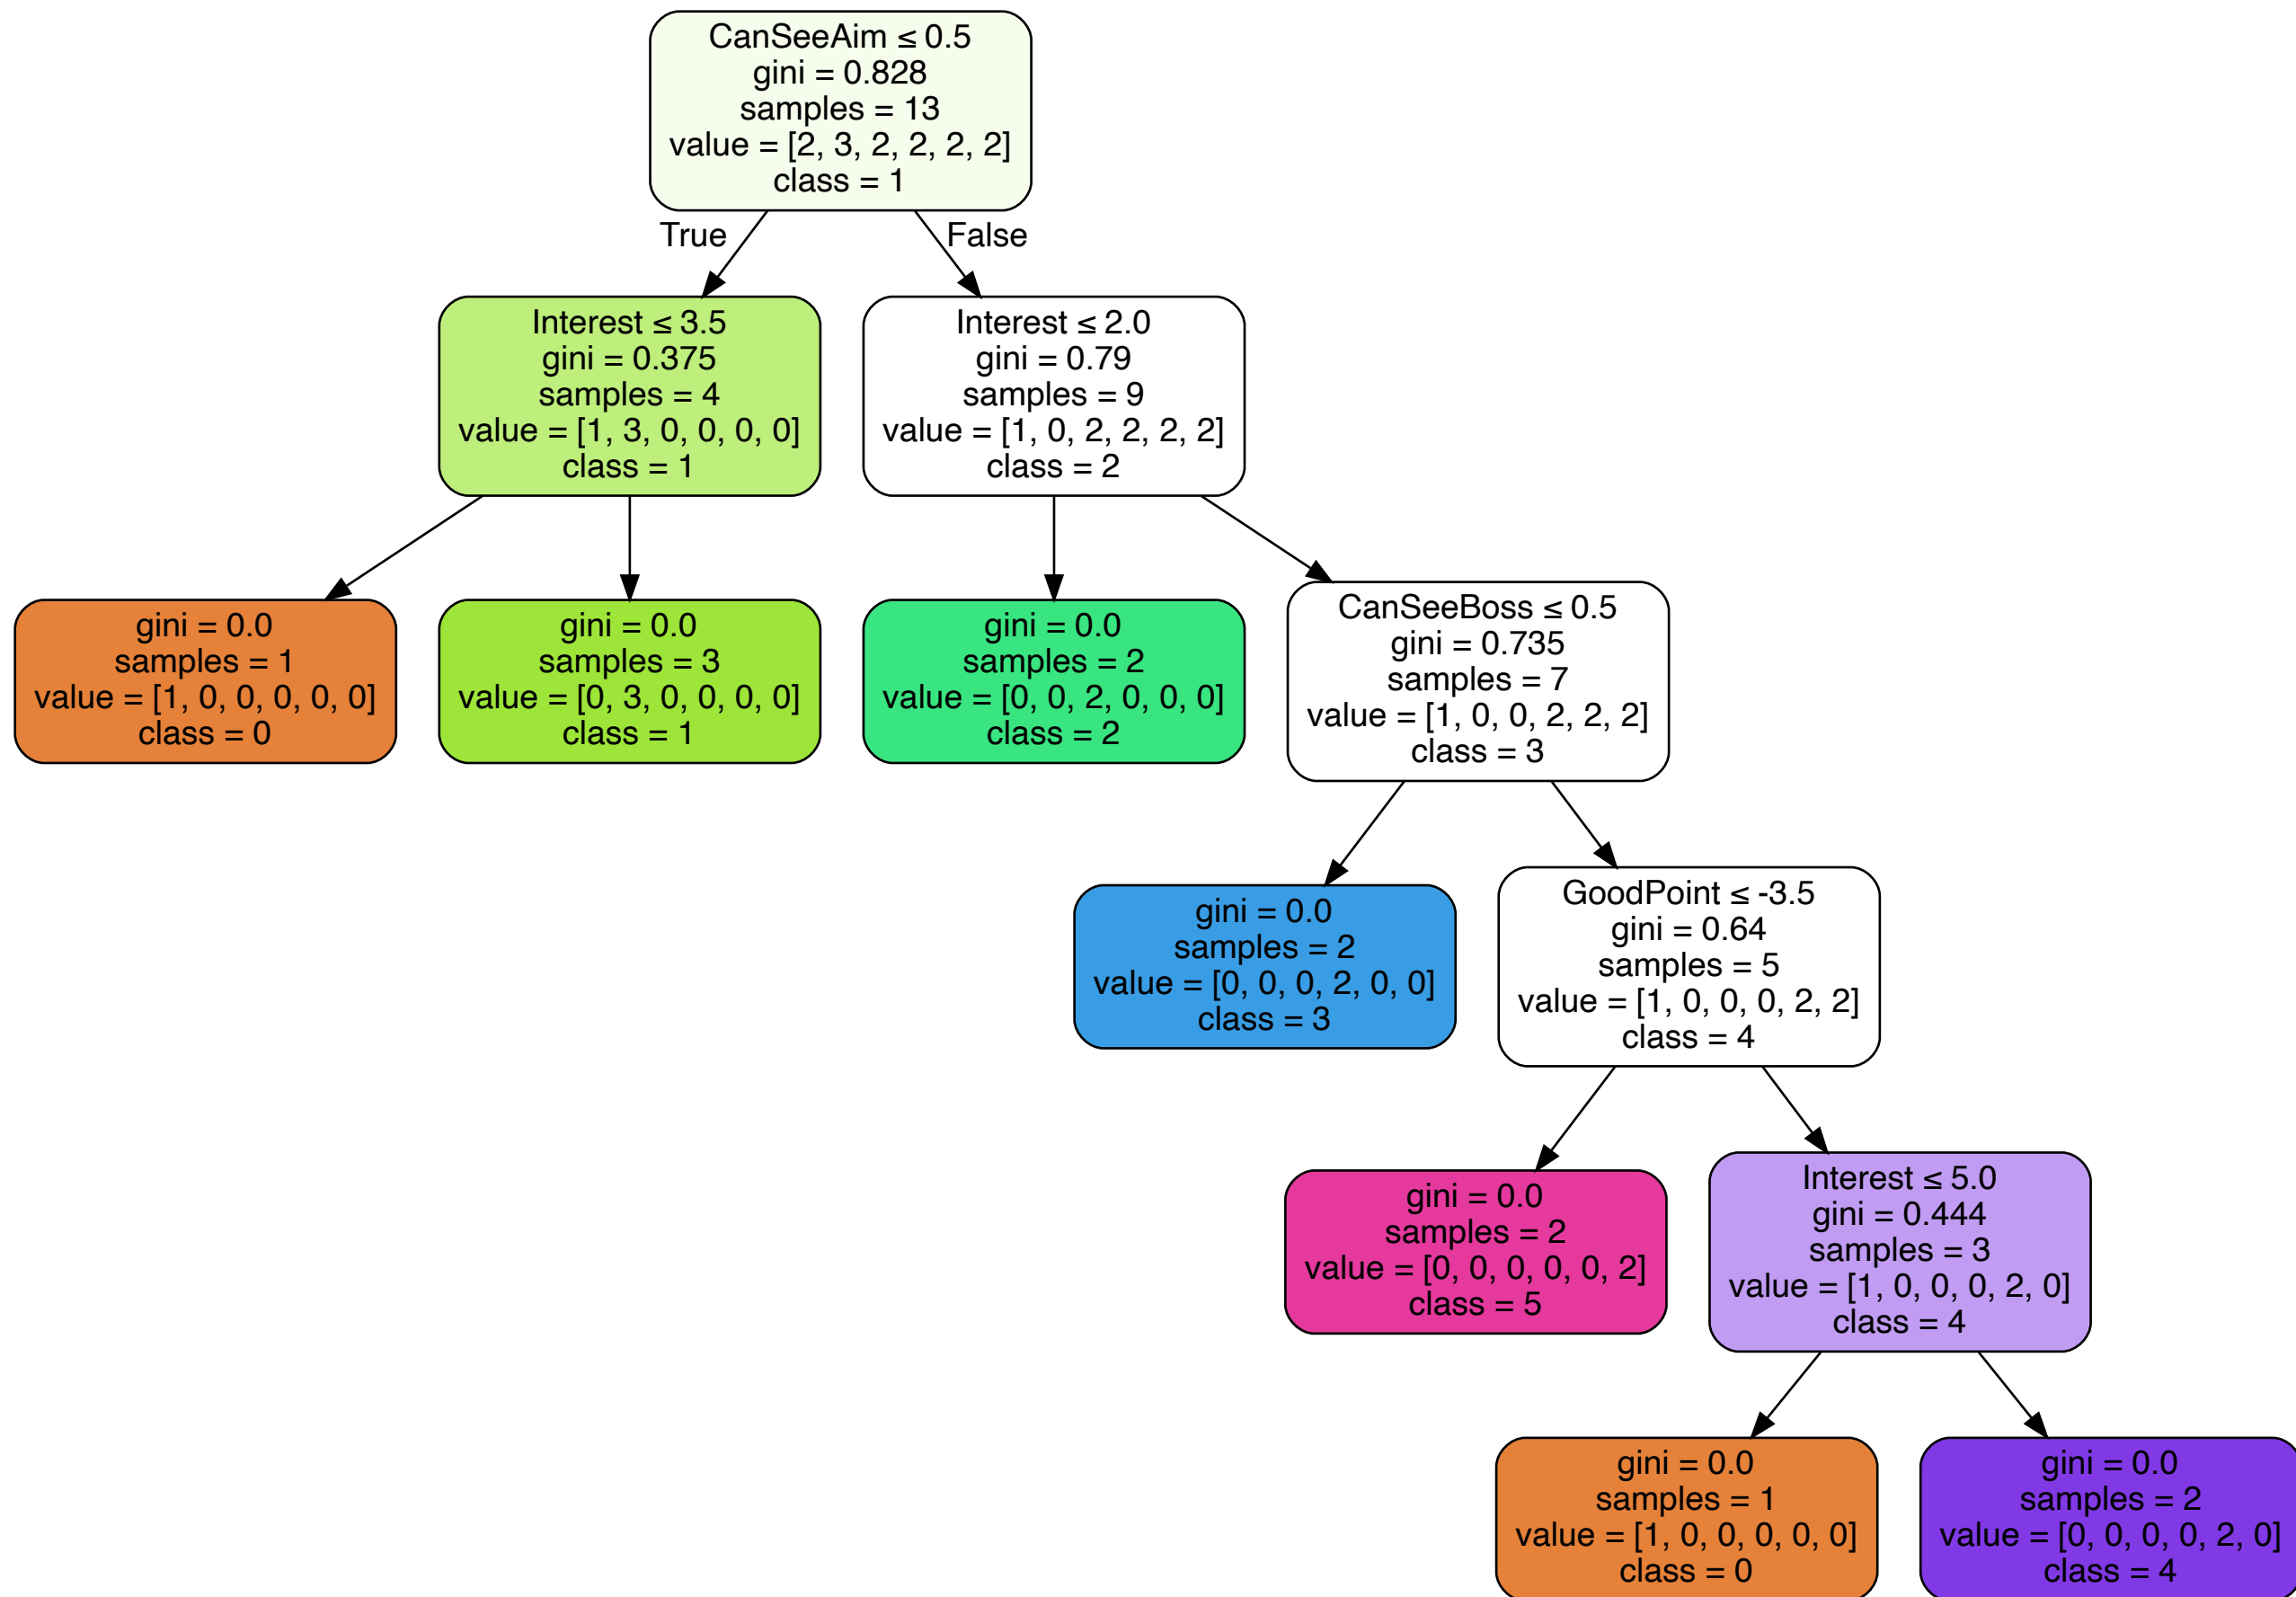 CanSeeAim ≤ 0.5
gini = 0.828
samples = 13
value = [2, 3, 2, 2, 2, 2]
class = 1
True
False
Interest ≤ 3.5
gini = 0.375
samples = 4
value = [1, 3, 0, 0, 0, 0]
class = 1
Interest ≤ 2.0
gini = 0.79
samples = 9
value = [1, 0, 2, 2, 2, 2]
class = 2
gini = 0.0
samples = 1
value = [1, 0, 0, 0, 0, 0]
class = 0
gini = 0.0
samples = 3
value = [0, 3, 0, 0, 0, 0]
class = 1
gini = 0.0
samples = 2
value = [0, 0, 2, 0, 0, 0]
class = 2
CanSeeBoss ≤ 0.5
gini = 0.735
samples = 7
value = [1, 0, 0, 2, 2, 2]
class = 3
gini = 0.0
samples = 2
value = [0, 0, 0, 2, 0, 0]
class = 3
GoodPoint ≤ -3.5
gini = 0.64
samples = 5
value = [1, 0, 0, 0, 2, 2]
class = 4
gini = 0.0
samples = 2
value = [0, 0, 0, 0, 0, 2]
class = 5
Interest ≤ 5.0
gini = 0.444
samples = 3
value = [1, 0, 0, 0, 2, 0]
class = 4
gini = 0.0
samples = 1
value = [1, 0, 0, 0, 0, 0]
class = 0
gini = 0.0
samples = 2
value = [0, 0, 0, 0, 2, 0]
class = 4